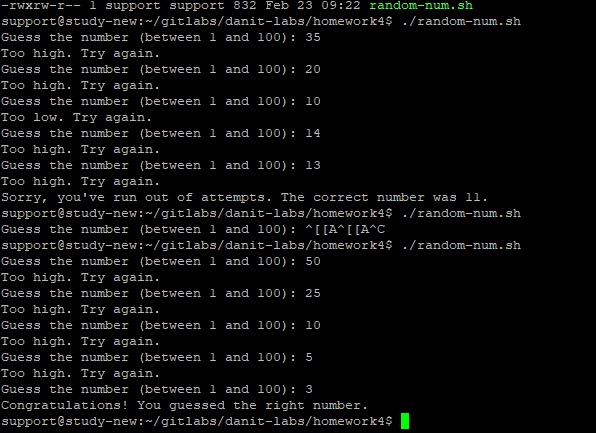 -rwxrw-r-- 1 support support 832 Feb 23 09:22 random-num.sh
support@study-new:~/gitlabs/danit-labs/homework4$ ./random-num.sh
Guess the number (between 1 and 100): 35
Too high. Try again.
Guess the number (between 1 and 100): 20
Too high. Try again.
Guess the number (between 1 and 100): 10
Too low. Try again.
Guess the number (between 1 and 100): 14
Too high. Try again.
Guess the number (between 1 and 100): 13
Too high. Try again.
Sorry, you've run out of attempts. The correct number was 11.
support@study-new:~/gitlabs/danit-labs/homework4$ ./random-num.sh
Guess the number (between 1 and 100): ^[[A^[[A^C
support@study-new:~/gitlabs/danit-labs/homework4$ ./random-num.sh
Guess the number (between 1 and 100): 50
Too high. Try again.
Guess the number (between 1 and 100): 25
Too high. Try again.
Guess the number (between 1 and 100): 10
Too high. Try again.
Guess the number (between 1 and 100): 5
Too high. Try again.
Guess the number (between 1 and 100): 3
Congratulations! You guessed the right number.
support@study-new:~/gitlabs/danit-labs/homework4$